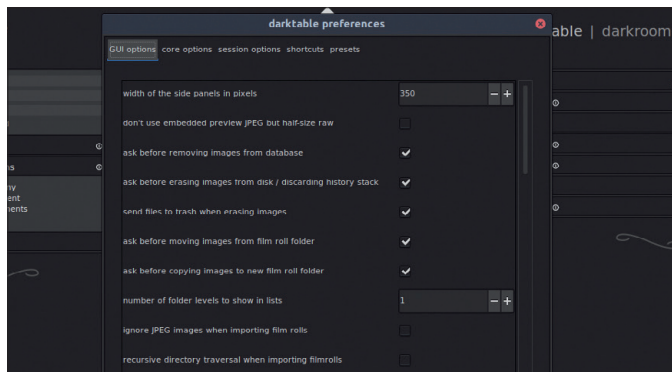 darktable preferences
able | darkroom
GUI options core options session options shortcuts presets
width of the side panels in pixels 350
don't use embedded preview JPEG but half-size raw
ask before removing images from database
ask before erasing images from disk / discarding history stack
send files to trash when erasing images
ask before moving images from film roll folder
ask before copying images to new film roll folder
number of folder levels to show in lists 1
ignore JPEG images when importing film rolls
recursive directory traversal when importing filmrolls
ns
ny
ent
ments